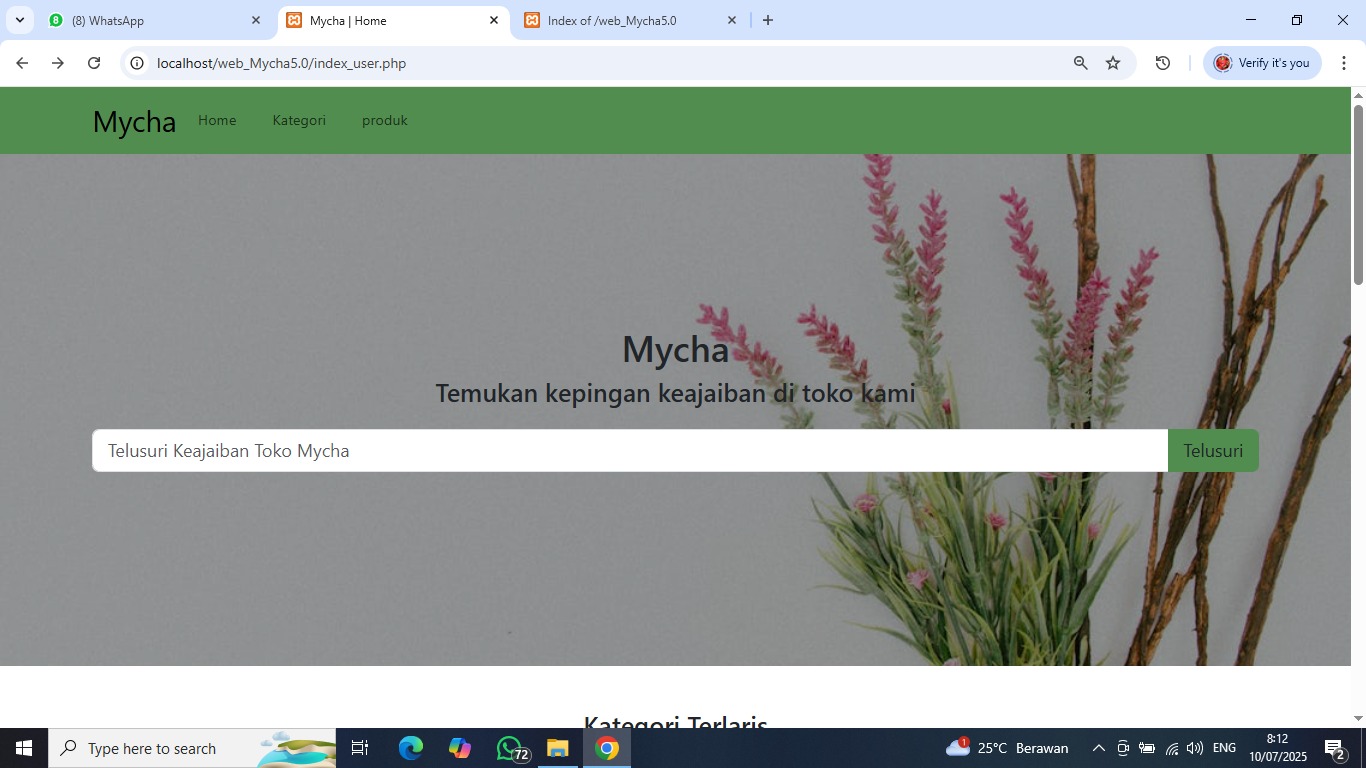 (8) WhatsApp
Mycha | Home
Index of /web_Mycha5.0
localhost/web_Mycha5.0/index_user.php
Verify it's you
Mycha Home Kategori produk
Mycha
Temukan kepingan keajaiban di toko kami
Telusuri Keajaiban Toko Mycha
Telusuri
Kategori Terlaris
Type here to search
72
1
25°C Berawan
ENG
8:12
10/07/2025
2